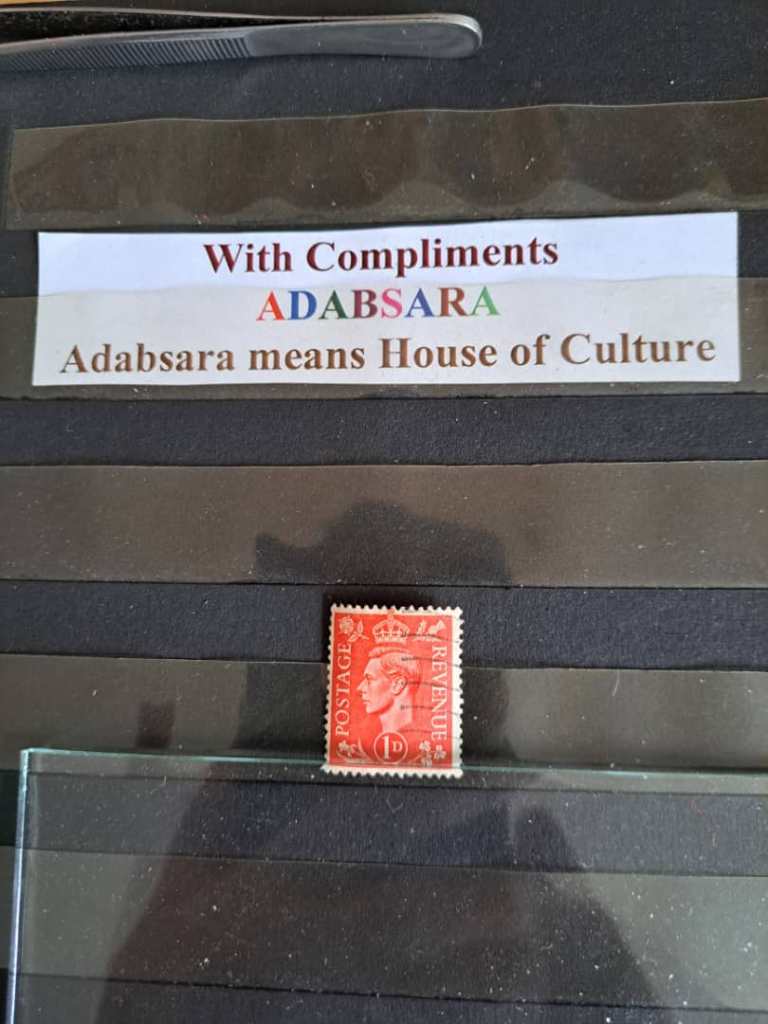 With Compliments
ADABSARA
Adabsara means House of Culture
POSTAGE
REVENUE
1D